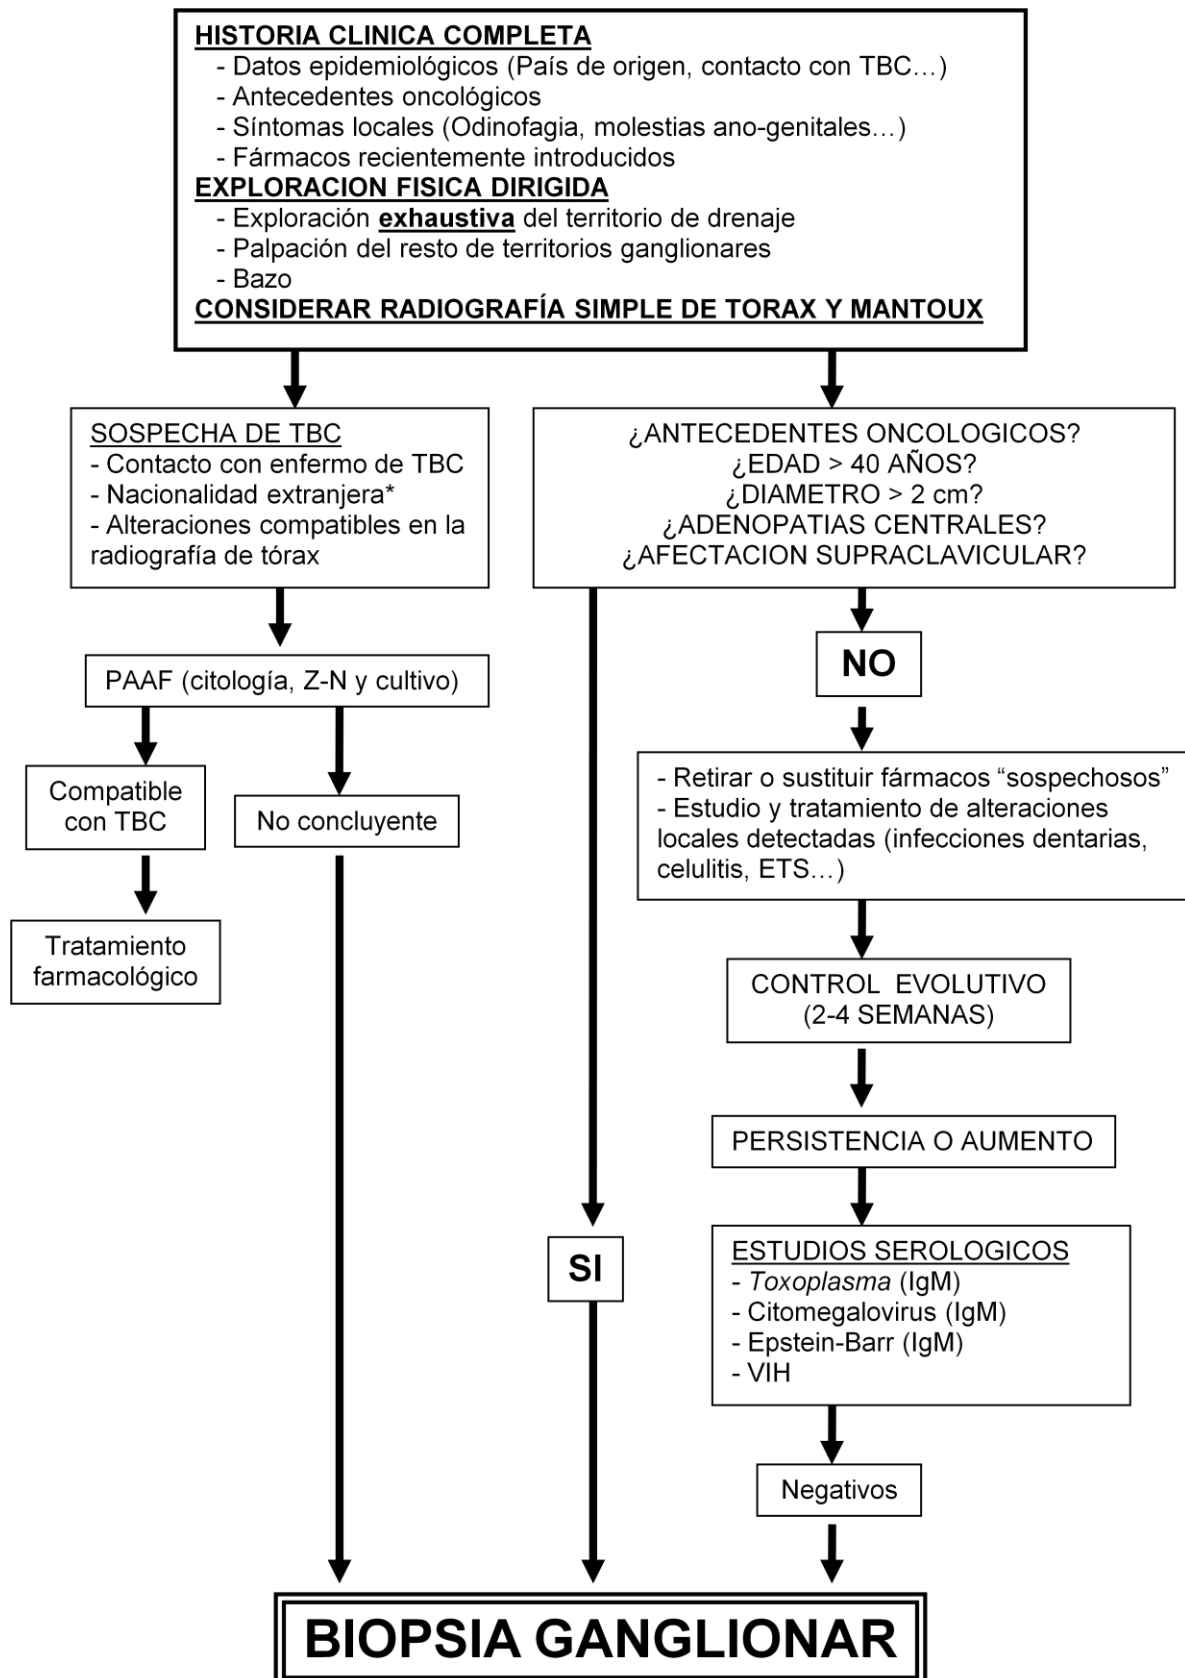 HISTORIA CLINICA COMPLETA
- Datos epidemiológicos (País de origen, contacto con TBC…)
- Antecedentes oncológicos
- Síntomas locales (Odinofagia, molestias ano-genitales…)
- Fármacos recientemente introducidos
EXPLORACION FISICA DIRIGIDA
- Exploración exhaustiva del territorio de drenaje
- Palpación del resto de territorios ganglionares
- Bazo
CONSIDERAR RADIOGRAFÍA SIMPLE DE TORAX Y MANTOUX
SOSPECHA DE TBC
- Contacto con enfermo de TBC
- Nacionalidad extranjera*
- Alteraciones compatibles en la
radiografía de tórax
¿ANTECEDENTES ONCOLOGICOS?
¿EDAD > 40 AÑOS?
¿DIAMETRO > 2 cm?
¿ADENOPATIAS CENTRALES?
¿AFECTACION SUPRACLAVICULAR?
PAAF (citología, Z-N y cultivo)
Compatible
con TBC
No concluyente
Tratamiento
farmacológico
NO
- Retirar o sustituir fármacos “sospechosos”
- Estudio y tratamiento de alteraciones
locales detectadas (infecciones dentarias,
celulitis, ETS…)
CONTROL EVOLUTIVO
(2-4 SEMANAS)
PERSISTENCIA O AUMENTO
SI
ESTUDIOS SEROLOGICOS
- Toxoplasma (IgM)
- Citomegalovirus (IgM)
- Epstein-Barr (IgM)
- VIH
Negativos
BIOPSIA GANGLIONAR